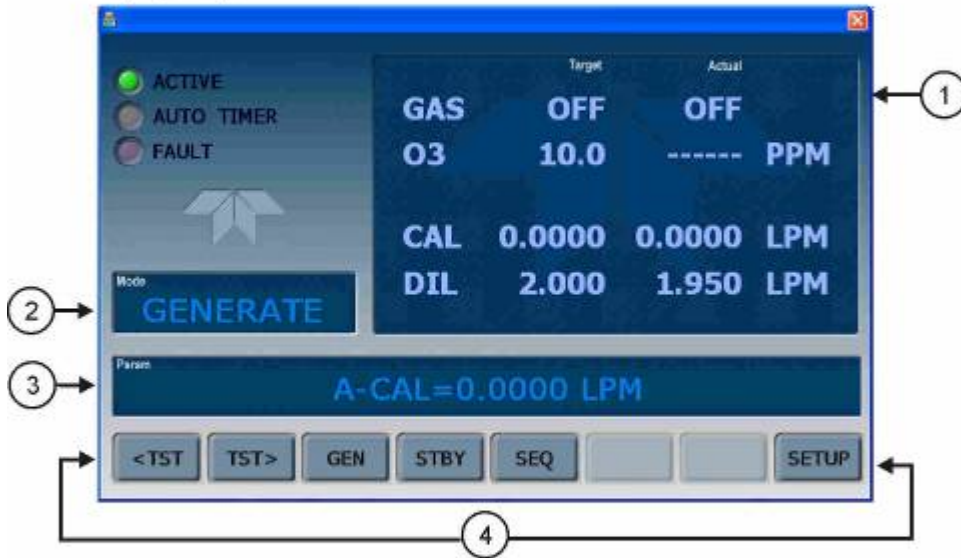 Target Actual
ACTIVE
AUTO TIMER
FAULT
GAS OFF OFF
O3 10.0 ------ PPM
CAL 0.0000 0.0000 LPM
DIL 2.000 1.950 LPM
1
Mode
GENERATE
2
Param
A-CAL=0.0000 LPM
3
<TST TST> GEN STBY SEQ SETUP
4